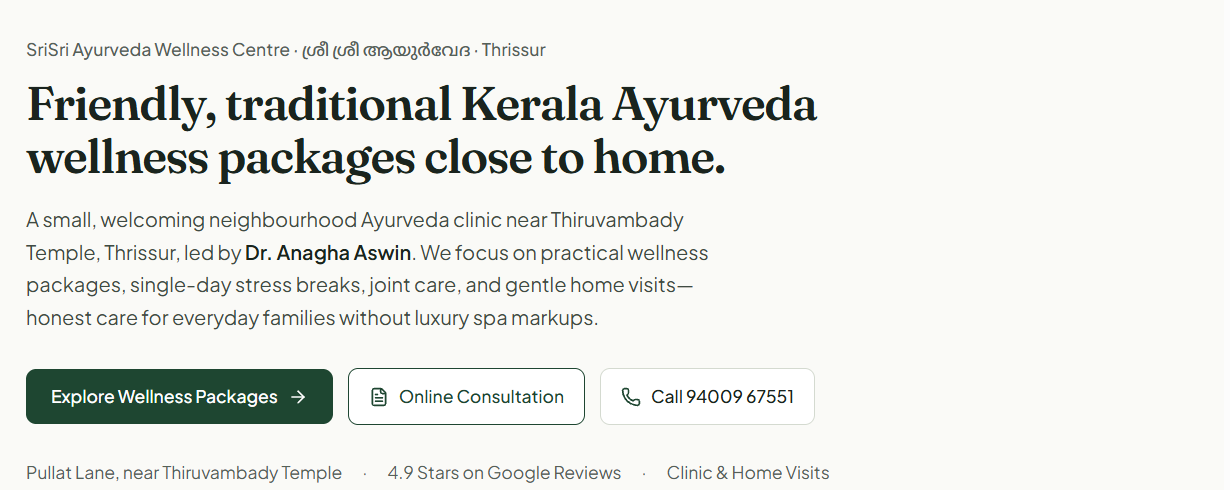 SriSri Ayurveda Wellness Centre · ശ്രീ ശ്രീ ആയുർവേദ · Thrissur
Friendly, traditional Kerala Ayurveda
wellness packages close to home.
A small, welcoming neighbourhood Ayurveda clinic near Thiruvambady
Temple, Thrissur, led by Dr. Anagha Aswin. We focus on practical wellness
packages, single-day stress breaks, joint care, and gentle home visits—
honest care for everyday families without luxury spa markups.
Explore Wellness Packages →
Online Consultation
Call 94009 67551
Pullat Lane, near Thiruvambady Temple · 4.9 Stars on Google Reviews · Clinic & Home Visits